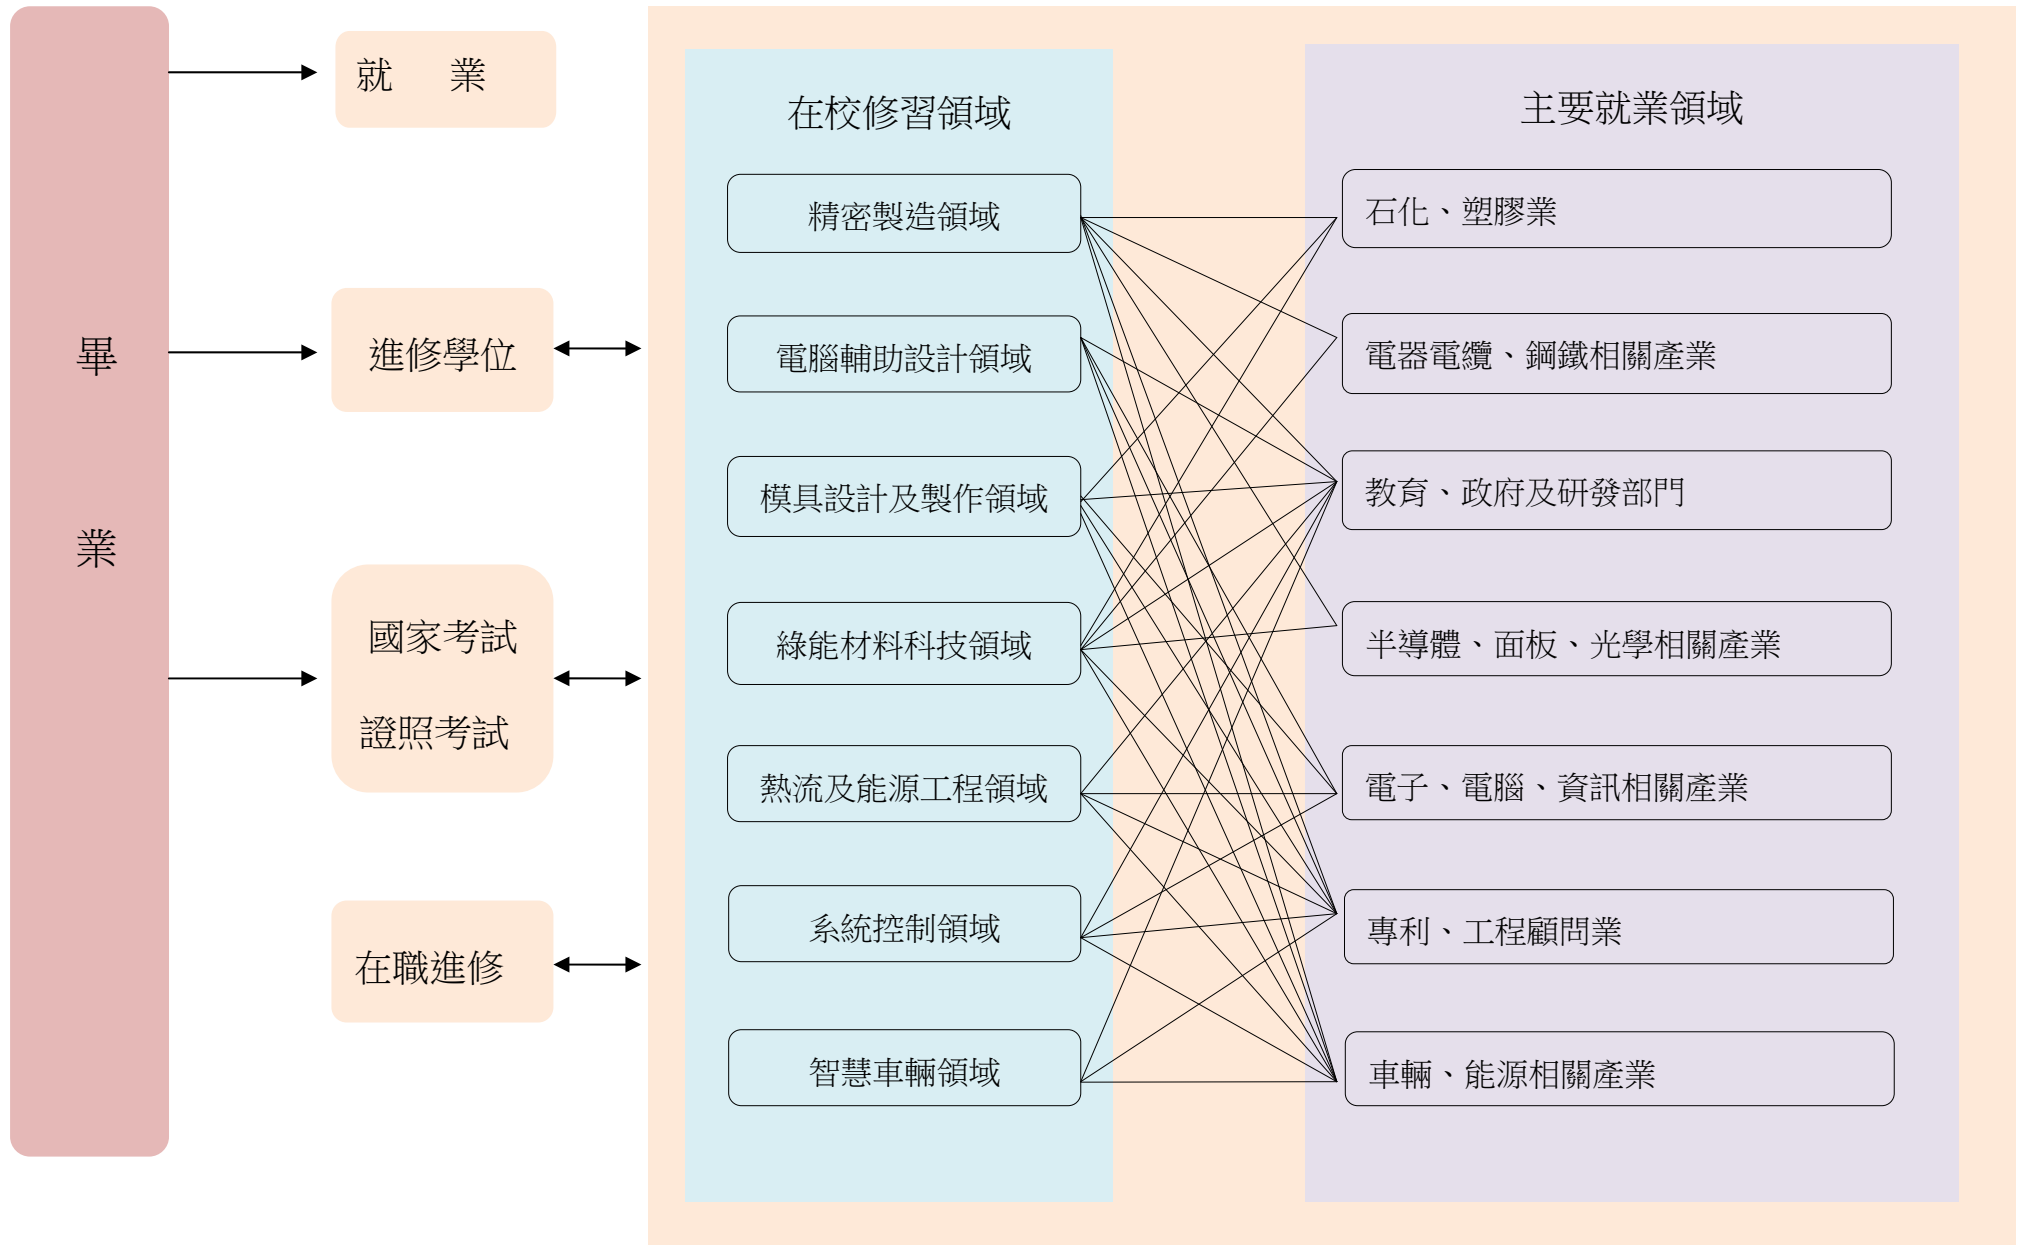 畢
業
就 業
進修學位
國家考試
證照考試
在職進修
在校修習領域
精密製造領域
電腦輔助設計領域
模具設計及製作領域
綠能材料科技領域
熱流及能源工程領域
系統控制領域
智慧車輛領域
主要就業領域
石化、塑膠業
電器電纜、鋼鐵相關產業
教育、政府及研發部門
半導體、面板、光學相關產業
電子、電腦、資訊相關產業
專利、工程顧問業
車輛、能源相關產業